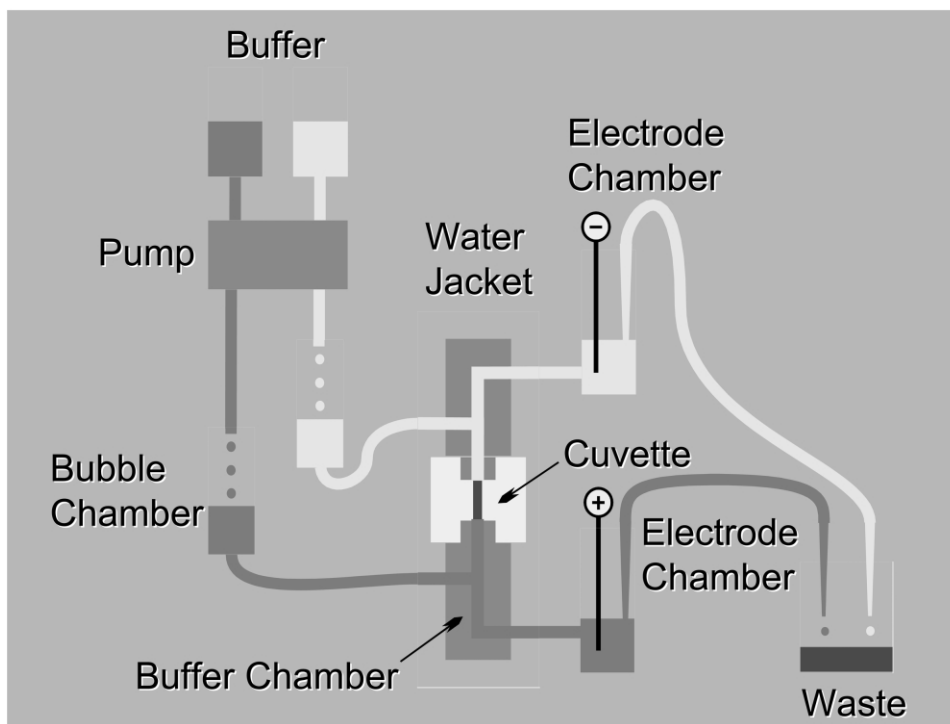 Buffer
Electrode
Chamber
−
Pump
Water
Jacket
Bubble
Chamber
Cuvette
+
Electrode
Chamber
Buffer Chamber
Waste